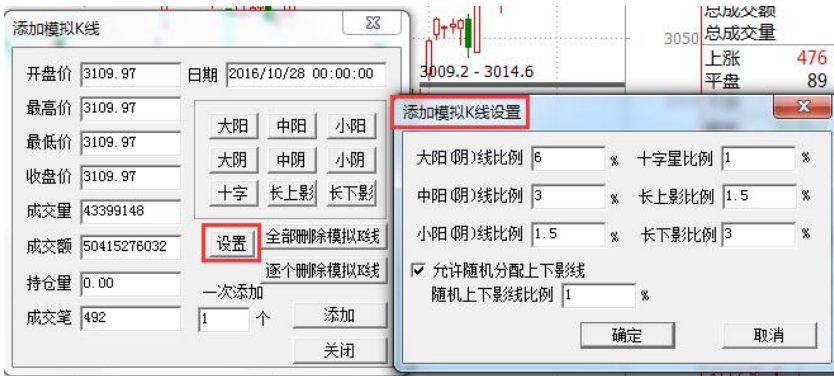 添加模拟K线
开盘价 3109.97 日期 2016/10/28 00:00:00
最高价 3109.97
最低价 3109.97
收盘价 3109.97
成交量 43399148
成交额 50415276032
持仓量 0.00
成交笔 492
大阳 中阳 小阳
大阴 中阴 小阴
十字 长上影 长下影
设置 全部删除模拟K线
逐个删除模拟K线
一次添加
1 个 添加
关闭
3009.2 - 3014.6
3050
总成交额
总成交量
上涨 476
平盘 89
添加模拟K线设置
大阳(阴)线比例 6 % 十字星比例 1 %
中阳(阴)线比例 3 % 长上影比例 1.5 %
小阳(阴)线比例 1.5 % 长下影比例 3 %
允许随机分配上下影线
随机上下影线比例 1 %
确定 取消